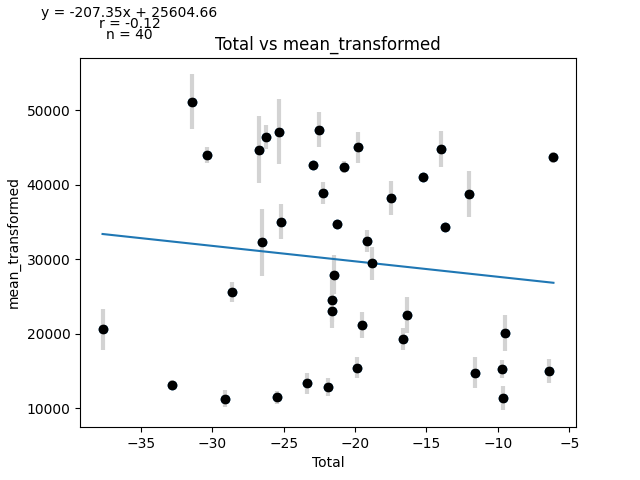 y = -207.35x + 25604.66
r = -0.12
n = 40
Total vs mean_transformed
50000
40000
30000
20000
10000
mean_transformed
−35 −30 −25 −20 −15 −10 −5
Total